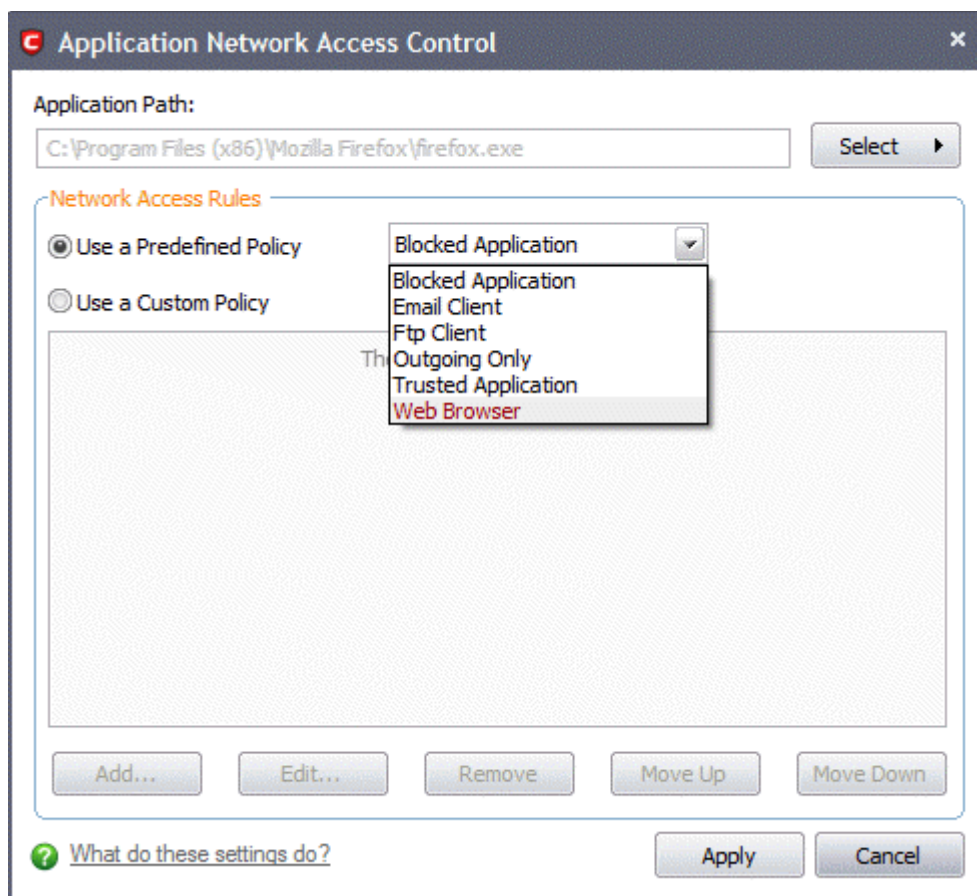 Application Network Access Control
Application Path:
C:\Program Files (x86)\Mozilla Firefox\firefox.exe
Select
Network Access Rules
Use a Predefined Policy
Blocked Application
Blocked Application
Email Client
Ftp Client
Outgoing Only
Trusted Application
Web Browser
Use a Custom Policy
Add...
Edit...
Remove
Move Up
Move Down
What do these settings do?
Apply
Cancel